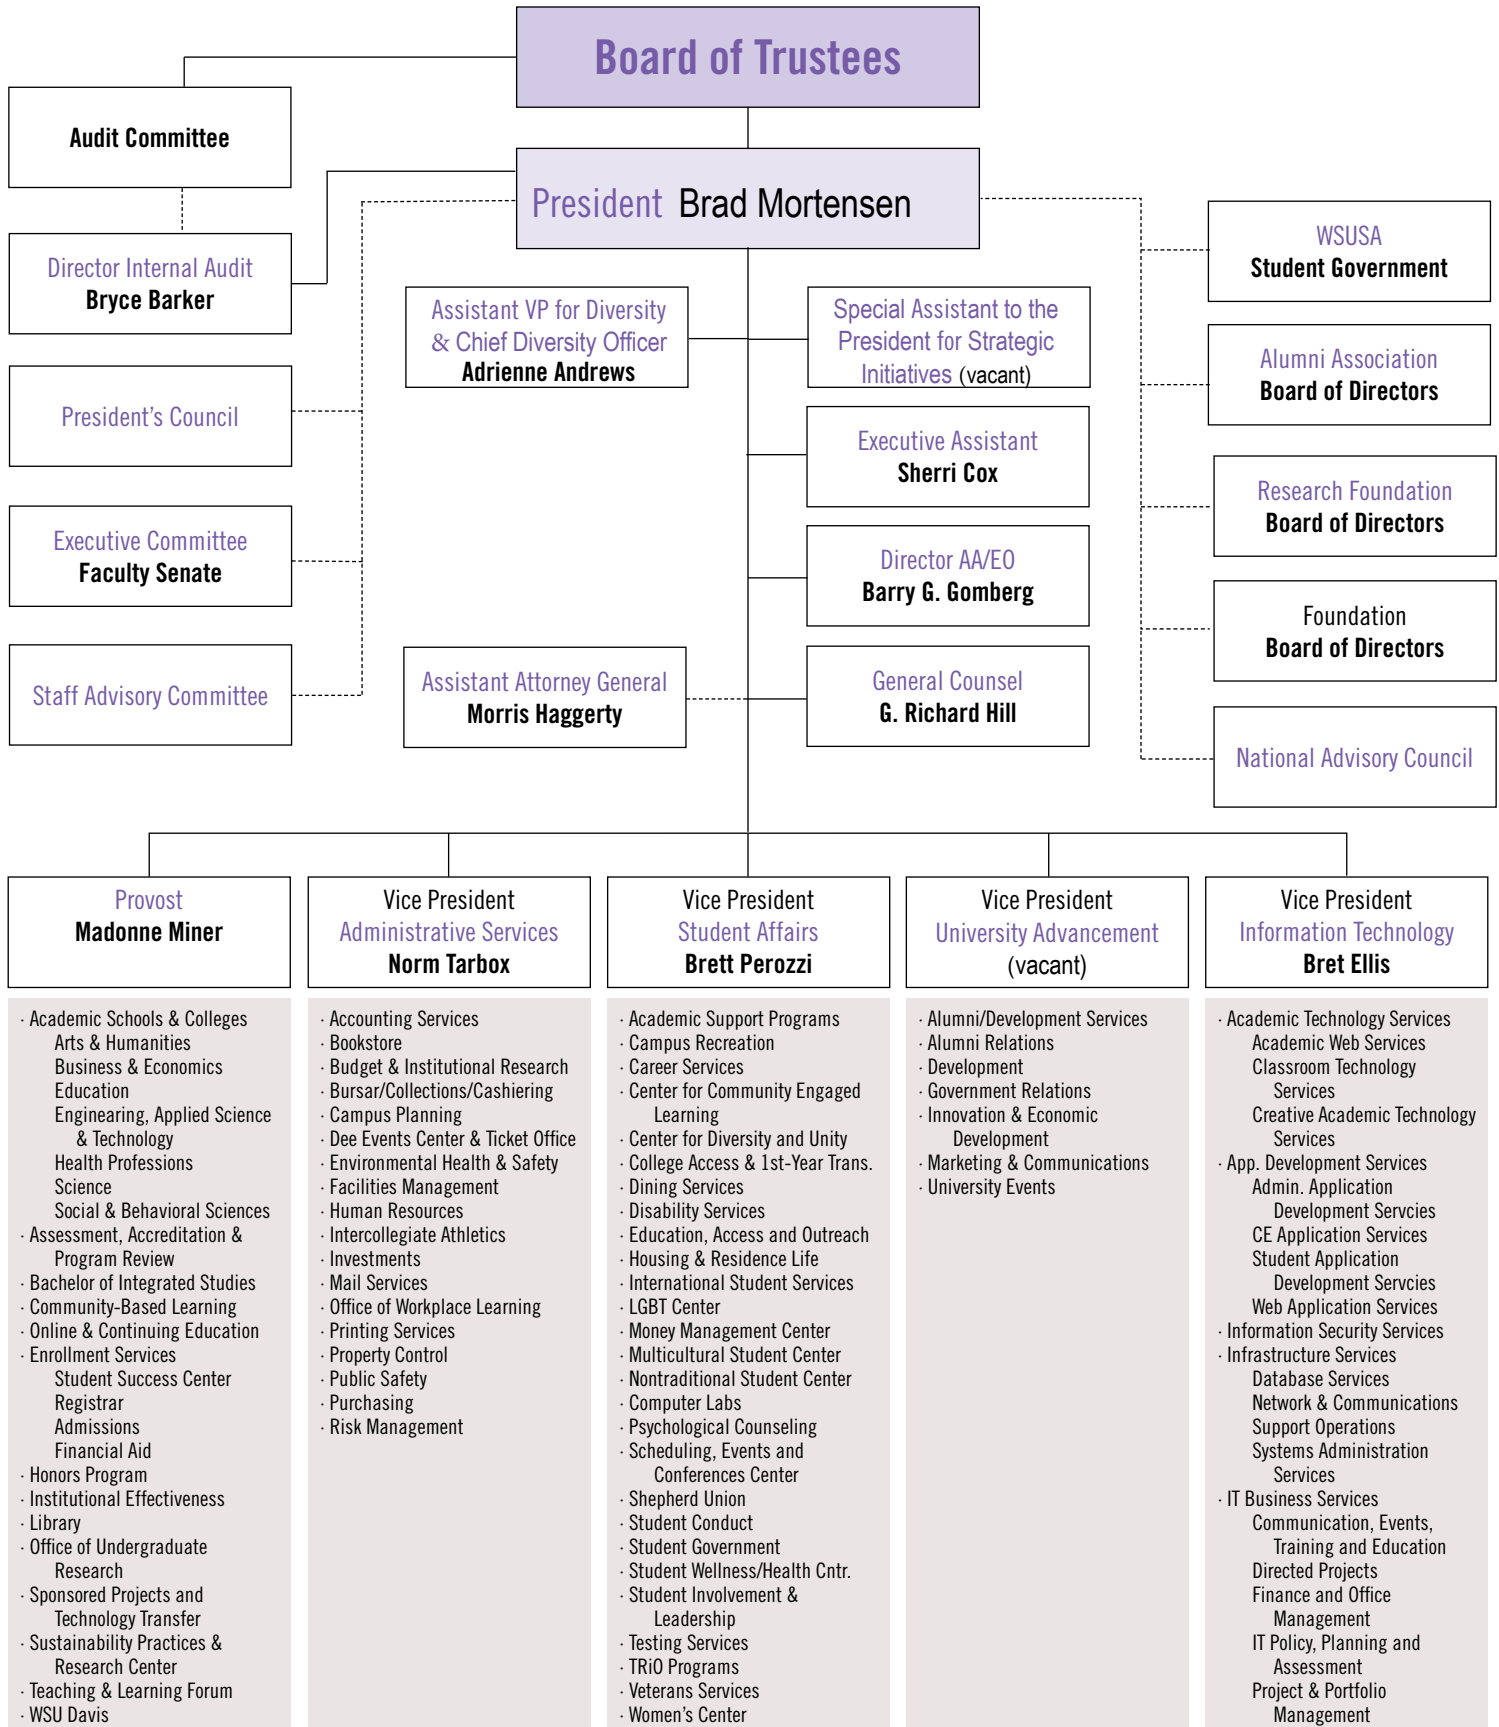 Board of Trustees
Audit Committee
President Brad Mortensen
Director Internal Audit
Bryce Barker
President’s Council
Executive Committee
Faculty Senate
Staff Advisory Committee
Assistant VP for Diversity
& Chief Diversity Officer
Adrienne Andrews
Special Assistant to the
President for Strategic
Initiatives (vacant)
Executive Assistant
Sherri Cox
Director AA/EO
Barry G. Gomberg
Assistant Attorney General
Morris Haggerty
General Counsel
G. Richard Hill
WSUSA
Student Government
Alumni Association
Board of Directors
Research Foundation
Board of Directors
Foundation
Board of Directors
National Advisory Council
Provost
Madonne Miner
· Academic Schools & Colleges
Arts & Humanities
Business & Economics
Education
Engineering, Applied Science
& Technology
Health Professions
Science
Social & Behavioral Sciences
· Assessment, Accreditation &
Program Review
· Bachelor of Integrated Studies
· Community-Based Learning
· Online & Continuing Education
· Enrollment Services
Student Success Center
Registrar
Admissions
Financial Aid
· Honors Program
· Institutional Effectiveness
· Library
· Office of Undergraduate
Research
· Sponsored Projects and
Technology Transfer
· Sustainability Practices &
Research Center
· Teaching & Learning Forum
· WSU Davis
Vice President
Administrative Services
Norm Tarbox
· Accounting Services
· Bookstore
· Budget & Institutional Research
· Bursar/Collections/Cashiering
· Campus Planning
· Dee Events Center & Ticket Office
· Environmental Health & Safety
· Facilities Management
· Human Resources
· Intercollegiate Athletics
· Investments
· Mail Services
· Office of Workplace Learning
· Printing Services
· Property Control
· Public Safety
· Purchasing
· Risk Management
Vice President
Student Affairs
Brett Perozzi
· Academic Support Programs
· Campus Recreation
· Career Services
· Center for Community Engaged
Learning
· Center for Diversity and Unity
· College Access & 1st-Year Trans.
· Dining Services
· Disability Services
· Education, Access and Outreach
· Housing & Residence Life
· International Student Services
· LGBT Center
· Money Management Center
· Multicultural Student Center
· Nontraditional Student Center
· Computer Labs
· Psychological Counseling
· Scheduling, Events and
Conferences Center
· Shepherd Union
· Student Conduct
· Student Government
· Student Wellness/Health Cntr.
· Student Involvement &
Leadership
· Testing Services
· TRiO Programs
· Veterans Services
· Women’s Center
Vice President
University Advancement
(vacant)
· Alumni/Development Services
· Alumni Relations
· Development
· Government Relations
· Innovation & Economic
Development
· Marketing & Communications
· University Events
Vice President
Information Technology
Bret Ellis
· Academic Technology Services
Academic Web Services
Classroom Technology
Services
Creative Academic Technology
Services
· App. Development Services
Admin. Application
Development Servcies
CE Application Services
Student Application
Development Servcies
Web Application Services
· Information Security Services
· Infrastructure Services
Database Services
Network & Communications
Support Operations
Systems Administration
Services
· IT Business Services
Communication, Events,
Training and Education
Directed Projects
Finance and Office
Management
IT Policy, Planning and
Assessment
Project & Portfolio
Management